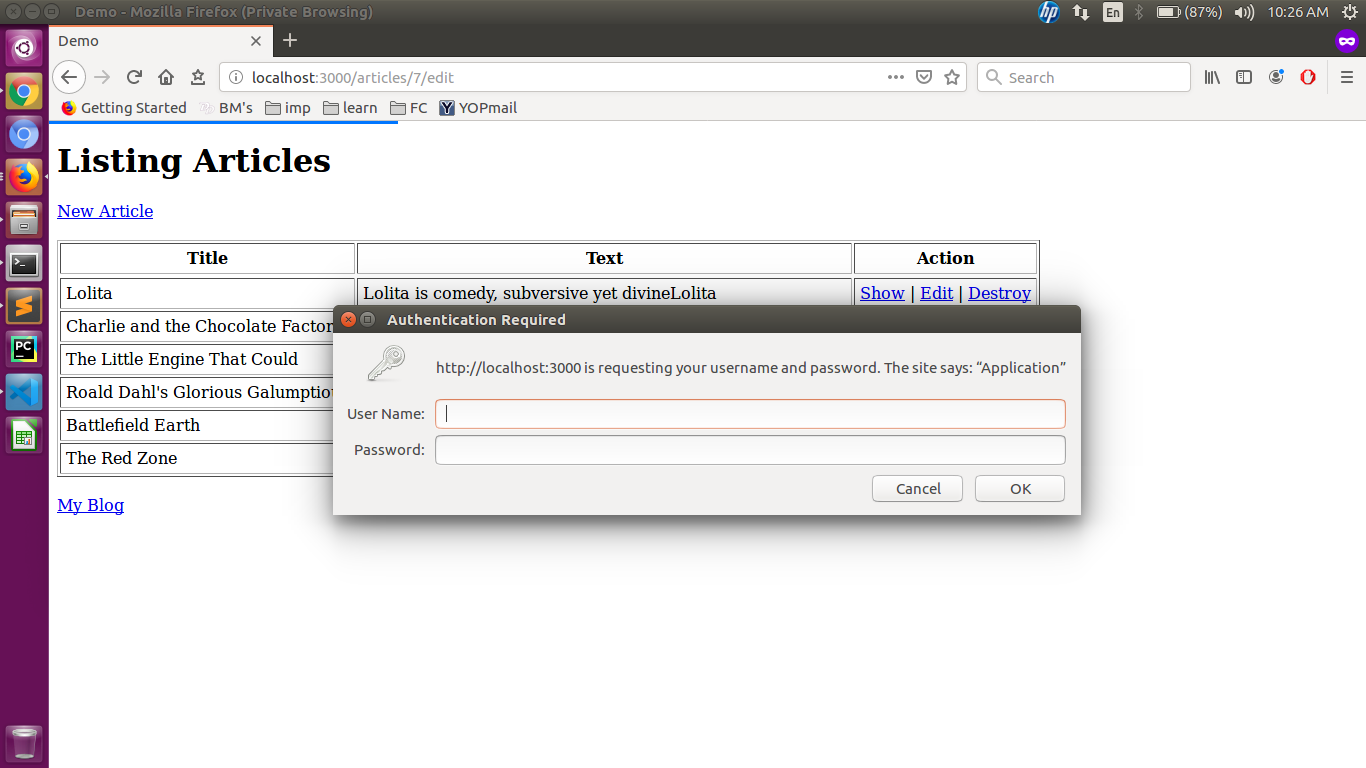 Demo - Mozilla Firefox (Private Browsing)
hp En (87%) 10:26 AM
Demo
localhost:3000/articles/7/edit
Search
Getting Started BM's imp learn FC Y YOPmail
Listing Articles
New Article
Title Text Action
Lolita Lolita is comedy, subversive yet divineLolita Show | Edit | Destroy
Charlie and the Chocolate Factor
The Little Engine That Could
Roald Dahl's Glorious Galumptio
Battlefield Earth
The Red Zone
My Blog
Authentication Required
http://localhost:3000 is requesting your username and password. The site says: “Application”
User Name:
Password:
Cancel OK
PC